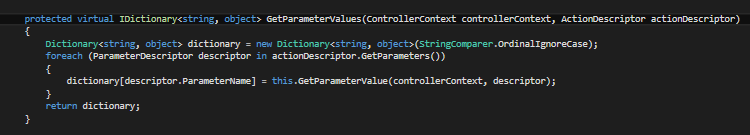 protected virtual IDictionary<string, object> GetParameterValues(ControllerContext controllerContext, ActionDescriptor actionDescriptor)
{
    Dictionary<string, object> dictionary = new Dictionary<string, object>(StringComparer.OrdinalIgnoreCase);
    foreach (ParameterDescriptor descriptor in actionDescriptor.GetParameters())
    {
        dictionary[descriptor.ParameterName] = this.GetParameterValue(controllerContext, descriptor);
    }
    return dictionary;
}